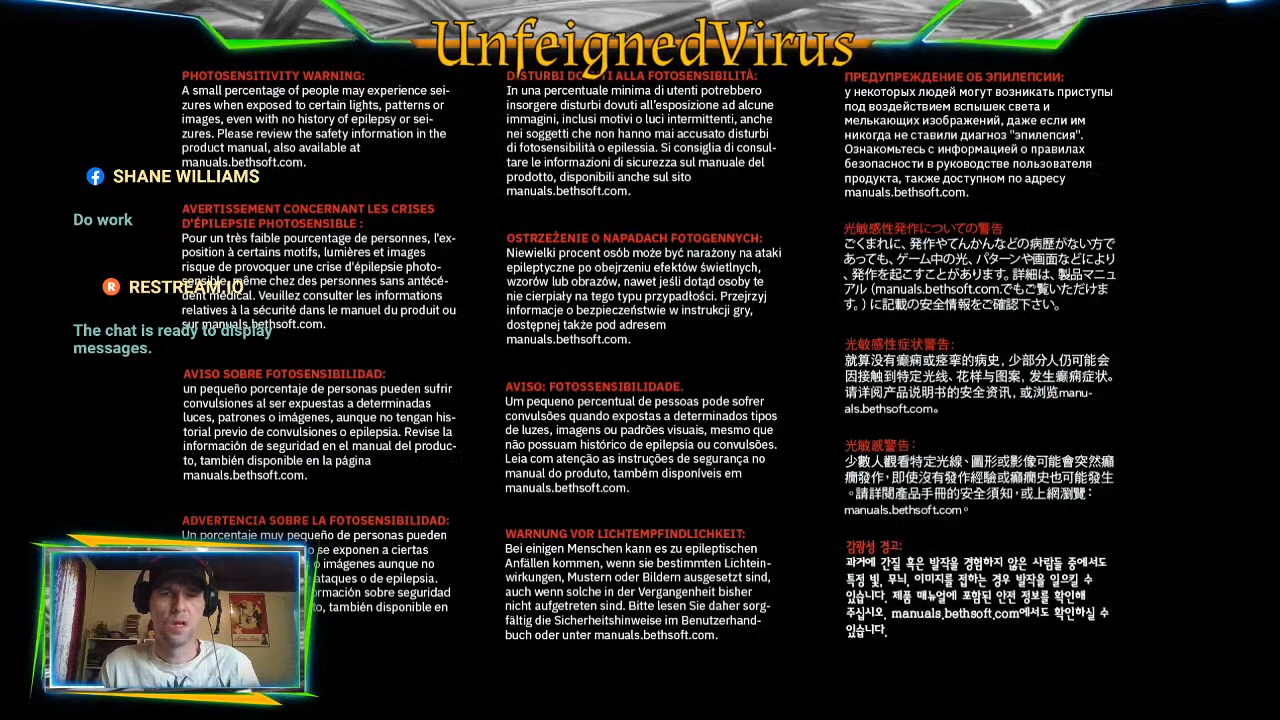 UnfeignedVirus
PHOTOSENSITIVITY WARNING:
A small percentage of people may experience sei-
zures when exposed to certain lights, patterns or
images, even with no history of epilepsy or sei-
zures. Please review the safety information in the
product manual, also available at
manuals.bethsoft.com.
SHANE WILLIAMS
Do work
AVERTISSEMENT CONCERNANT LES CRISES
D'ÉPILEPSIE PHOTOSENSIBLE :
Pour un très faible pourcentage de personnes, l'ex-
position à certains motifs, lumières et images
risque de provoquer une crise d'épilepsie photo-
sensible, même chez des personnes sans antécé-
dent médical. Veuillez consulter les informations
relatives à la sécurité dans le manuel du produit ou
sur manuals.bethsoft.com.
RESTREAM.IO
The chat is ready to display
messages.
AVISO SOBRE FOTOSENSIBILIDAD:
un pequeño porcentaje de personas pueden sufrir
convulsiones al ser expuestas a determinadas
luces, patrones o imágenes, aunque no tengan his-
torial previo de convulsiones o epilepsia. Revise la
información de seguridad en el manual del produc-
to, también disponible en la página
manuals.bethsoft.com.
ADVERTENCIA SOBRE LA FOTOSENSIBILIDAD:
Un porcentaje muy pequeño de personas pueden
o se exponen a ciertas
o imágenes aunque no
ataques o de epilepsia.
ormación sobre seguridad
to, también disponible en
DISTURBI DOVUTI ALLA FOTOSENSIBILITÀ:
In una percentuale minima di utenti potrebbero
insorgere disturbi dovuti all'esposizione ad alcune
immagini, inclusi motivi o luci intermittenti, anche
nei soggetti che non hanno mai accusato disturbi
di fotosensibilità o epilessia. Si consiglia di consul-
tare le informazioni di sicurezza sul manuale del
prodotto, disponibili anche sul sito
manuals.bethsoft.com.
OSTRZEŻENIE O NAPADACH FOTOGENNYCH:
Niewielki procent osób może być narażony na ataki
epileptyczne po obejrzeniu efektów świetlnych,
wzorów lub obrazów, nawet jeśli dotąd osoby te
nie cierpiały na tego typu przypadłości. Przejrzyj
informacje o bezpieczeństwie w instrukcji gry,
dostępnej także pod adresem
manuals.bethsoft.com.
AVISO: FOTOSSENSIBILIDADE.
Um pequeno percentual de pessoas pode sofrer
convulsões quando expostas a determinados tipos
de luzes, imagens ou padrões visuais, mesmo que
não possuam histórico de epilepsia ou convulsões.
Leia com atenção as instruções de segurança no
manual do produto, também disponíveis em
manuals.bethsoft.com.
WARNUNG VOR LICHTEMPFINDLICHKEIT:
Bei einigen Menschen kann es zu epileptischen
Anfällen kommen, wenn sie bestimmten Lichtein-
wirkungen, Mustern oder Bildern ausgesetzt sind,
auch wenn solche in der Vergangenheit bisher
nicht aufgetreten sind. Bitte lesen Sie daher sorg-
fältig die Sicherheitshinweise im Benutzerhand-
buch oder unter manuals.bethsoft.com.
ПРЕДУПРЕЖДЕНИЕ ОБ ЭПИЛЕПСИИ:
у некоторых людей могут возникать приступы
под воздействием вспышек света и
мелькающих изображений, даже если им
никогда не ставили диагноз "эпилепсия".
Ознакомьтесь с информацией о правилах
безопасности в руководстве пользователя
продукта, также доступном по адресу
manuals.bethsoft.com.
光敏感性発作についての警告
ごくまれに、発作やてんかんなどの病歴がない方で
あっても、ゲーム中の光、パターンや画面などにより
、発作を起こすことがあります。詳細は、製品マニュ
アル (manuals.bethsoft.comでもご覧いただけま
す。) に記載の安全情報をご確認下さい。
光敏感性症状警告:
就算没有癫痫或痉挛的病史，少部分人仍可能会
因接触到特定光线、花样与图案，发生癫痫症状。
请详阅产品说明书的安全资讯，或浏览manu-
als.bethsoft.com。
光敏感警告：
少數人觀看特定光線、圖形或影像可能會突然癲
癇發作，即使沒有發作經驗或癲癇史也可能發生
。請詳閱產品手冊的安全須知，或上網瀏覽：
manuals.bethsoft.com。
감광성 경고:
과거에 간질 혹은 발작을 경험하지 않은 사람들 중에서도
특정 빛, 무늬, 이미지를 접하는 경우 발작을 일으킬 수
있습니다. 제품 매뉴얼에 포함된 안전 정보를 확인해
주십시오. manuals.bethsoft.com에서도 확인하실 수
있습니다.